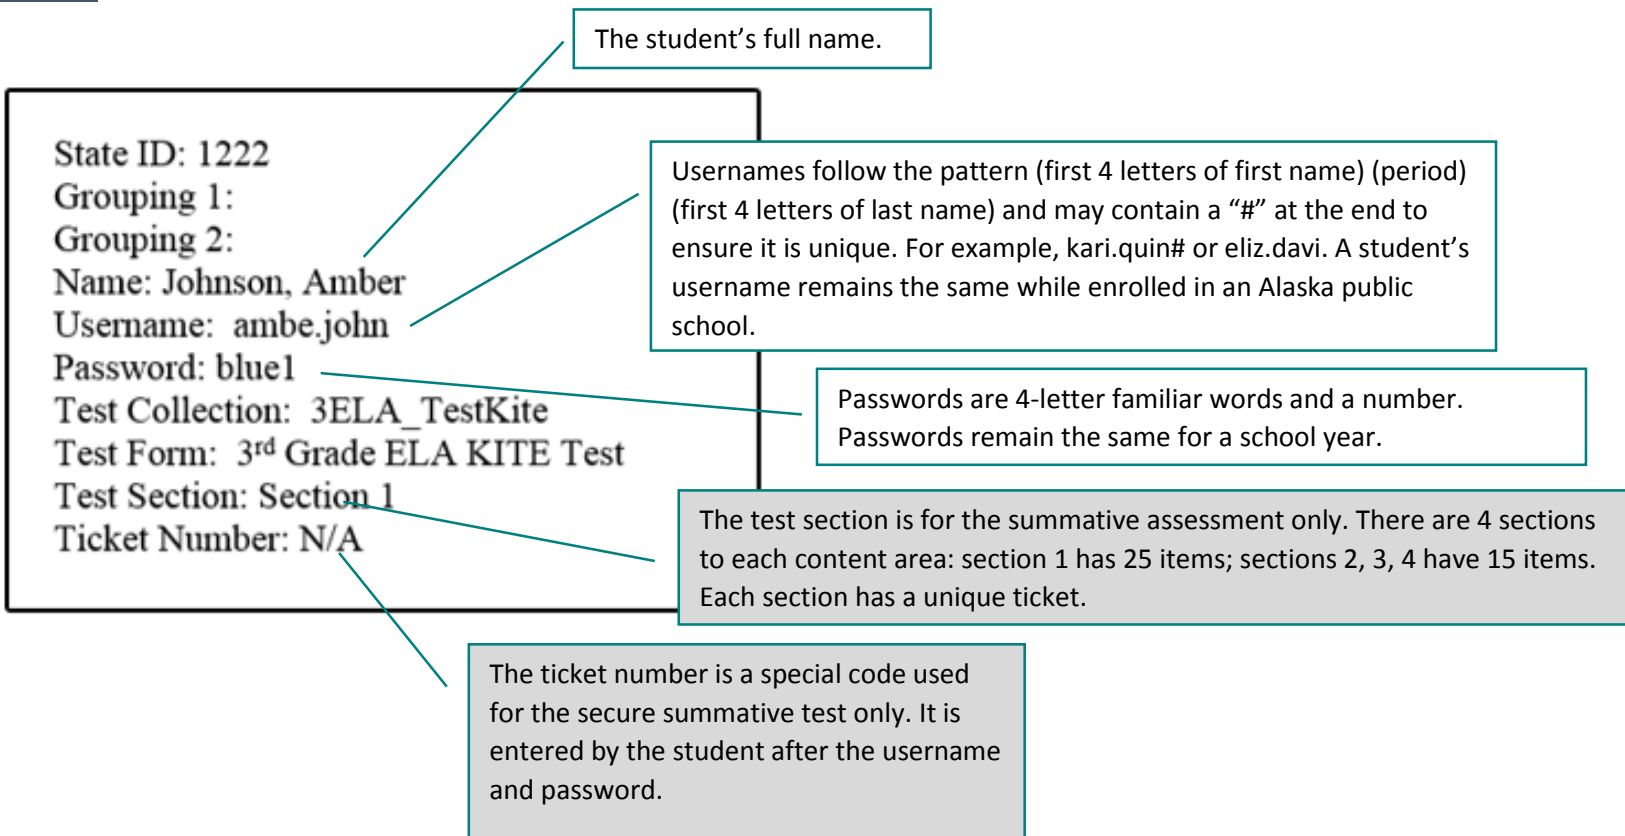 The student’s full name.
State ID: 1222
Grouping 1:
Grouping 2:
Name: Johnson, Amber
Username:  ambe.john
Password: blue1
Test Collection:  3ELA_TestKite
Test Form:  3rd Grade ELA KITE Test
Test Section: Section 1
Ticket Number: N/A
Usernames follow the pattern (first 4 letters of first name) (period)
(first 4 letters of last name) and may contain a “#” at the end to
ensure it is unique. For example, kari.quin# or eliz.davi. A student’s
username remains the same while enrolled in an Alaska public
school.
Passwords are 4-letter familiar words and a number.
Passwords remain the same for a school year.
The test section is for the summative assessment only. There are 4 sections
to each content area: section 1 has 25 items; sections 2, 3, 4 have 15 items.
Each section has a unique ticket.
The ticket number is a special code used
for the secure summative test only. It is
entered by the student after the username
and password.